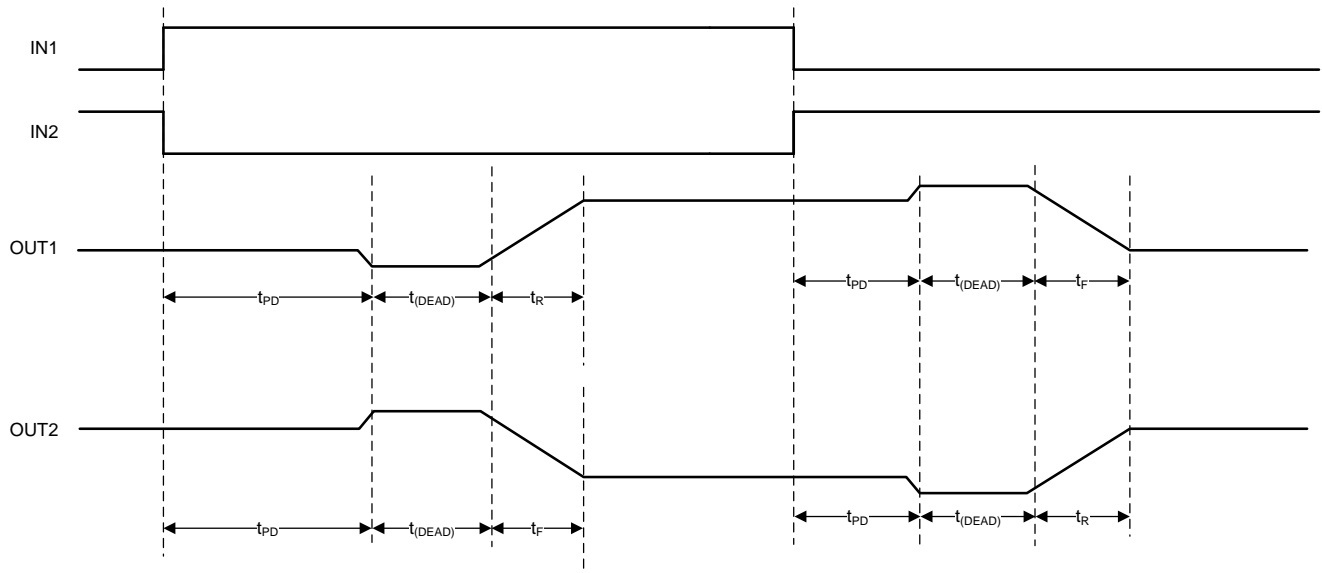 IN1
IN2
OUT1
tPD t(DEAD) tR tPD t(DEAD) tF
OUT2
tPD t(DEAD) tF tPD t(DEAD) tR